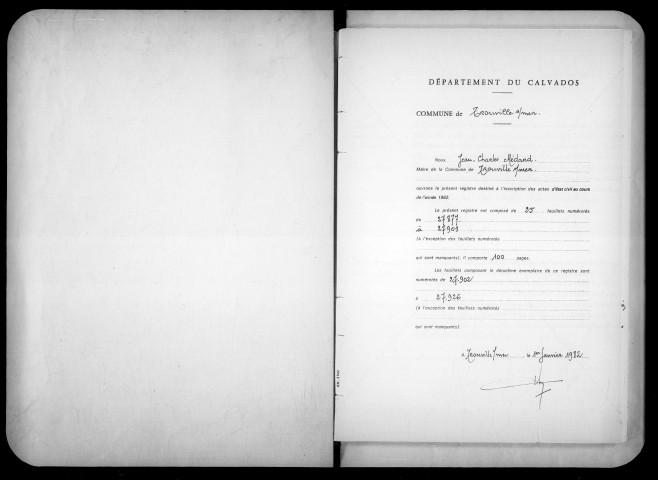 DÉPARTEMENT DU CALVADOS
COMMUNE de Trouville s/mer.
Nous Jean-Charles Médard.
Maire de la Commune de Trouville s/mer
ouvrons le présent registre destiné à l'inscription des actes d'état civil au cours
de l'année 1982.
Le présent registre est composé de 25 feuillets numérotés
de 27877
à 27901
(à l'exception des feuillets numérotés
qui sont manquants), il comporte 100 pages.
Les feuillets composant le deuxième exemplaire de ce registre sont
numérotés de 27.902
à 27.926
(à l'exception des feuillets numérotés
qui sont manquants).
à Trouville s/mer le 1er Janvier 1982